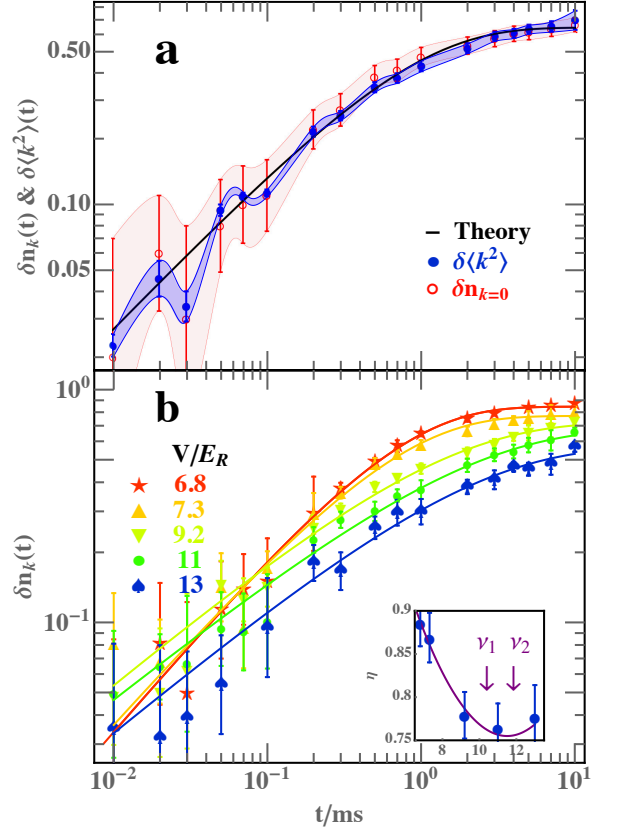 a
δn_k(t) & δ⟨k²⟩(t)
0.50
0.10
0.05
Theory
δ⟨k²⟩
δn_{k=0}
b
δn_k(t)
10⁰
10⁻¹
V/E_R
6.8
7.3
9.2
11
13
η
0.9
0.85
0.8
0.75
ν₁ ν₂
8 10 12
10⁻² 10⁻¹ 10⁰ 10¹
t/ms